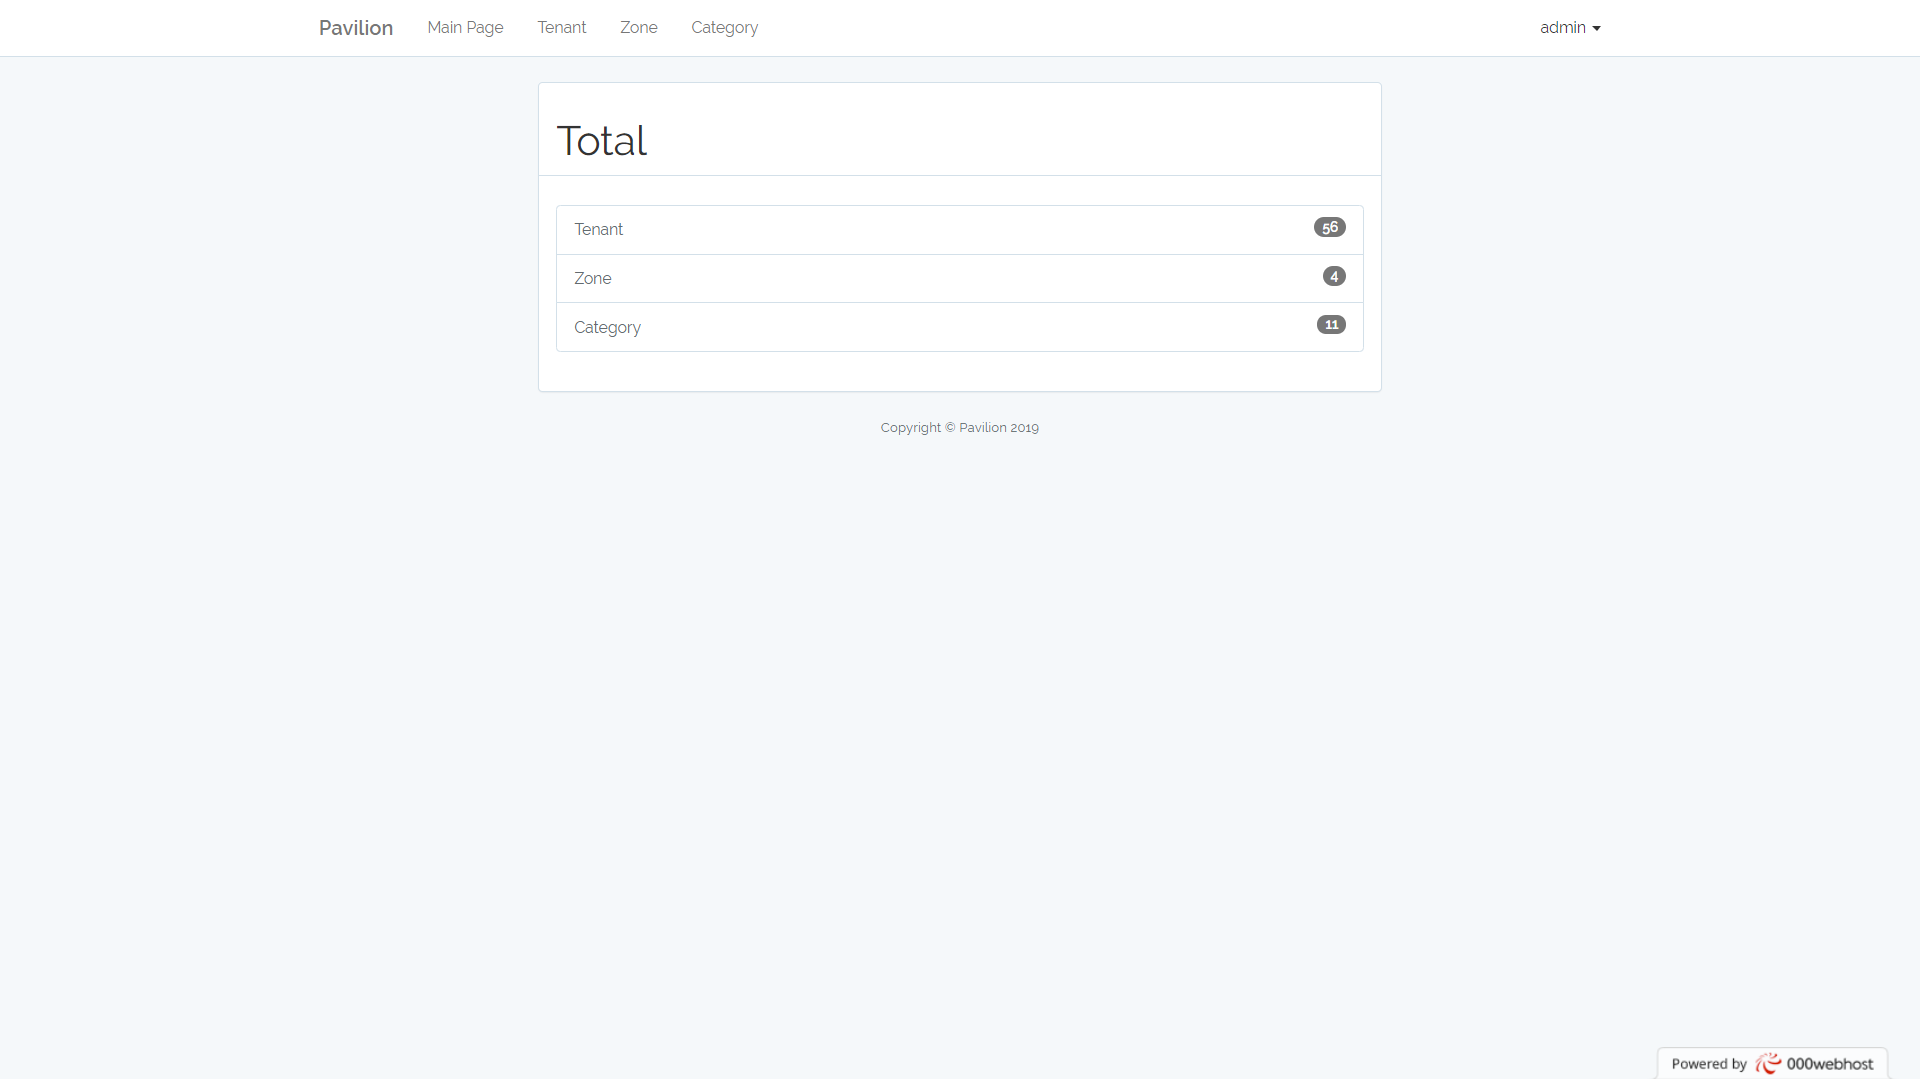 Pavilion Main Page Tenant Zone Category admin
Total
Tenant 56
Zone 4
Category 11
Copyright © Pavilion 2019
Powered by 000webhost